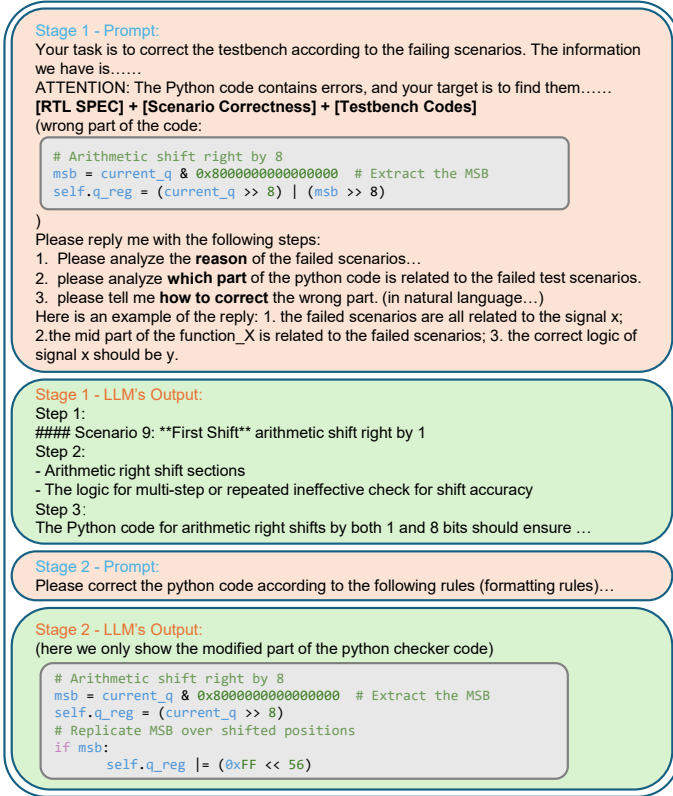 Stage 1 - Prompt:
Your task is to correct the testbench according to the failing scenarios. The information
we have is……
ATTENTION: The Python code contains errors, and your target is to find them……
[RTL SPEC] + [Scenario Correctness] + [Testbench Codes]
(wrong part of the code:
# Arithmetic shift right by 8
msb = current_q & 0x8000000000000000  # Extract the MSB
self.q_reg = (current_q >> 8) | (msb >> 8)
)
Please reply me with the following steps:
1. Please analyze the reason of the failed scenarios…
2. please analyze which part of the python code is related to the failed test scenarios.
3. please tell me how to correct the wrong part. (in natural language…)
Here is an example of the reply: 1. the failed scenarios are all related to the signal x;
2.the mid part of the function_X is related to the failed scenarios; 3. the correct logic of
signal x should be y.
Stage 1 - LLM's Output:
Step 1:
#### Scenario 9: **First Shift** arithmetic shift right by 1
Step 2:
- Arithmetic right shift sections
- The logic for multi-step or repeated ineffective check for shift accuracy
Step 3:
The Python code for arithmetic right shifts by both 1 and 8 bits should ensure …
Stage 2 - Prompt:
Please correct the python code according to the following rules (formatting rules)…
Stage 2 - LLM's Output:
(here we only show the modified part of the python checker code)
# Arithmetic shift right by 8
msb = current_q & 0x8000000000000000  # Extract the MSB
self.q_reg = (current_q >> 8)
# Replicate MSB over shifted positions
if msb:
self.q_reg |= (0xFF << 56)